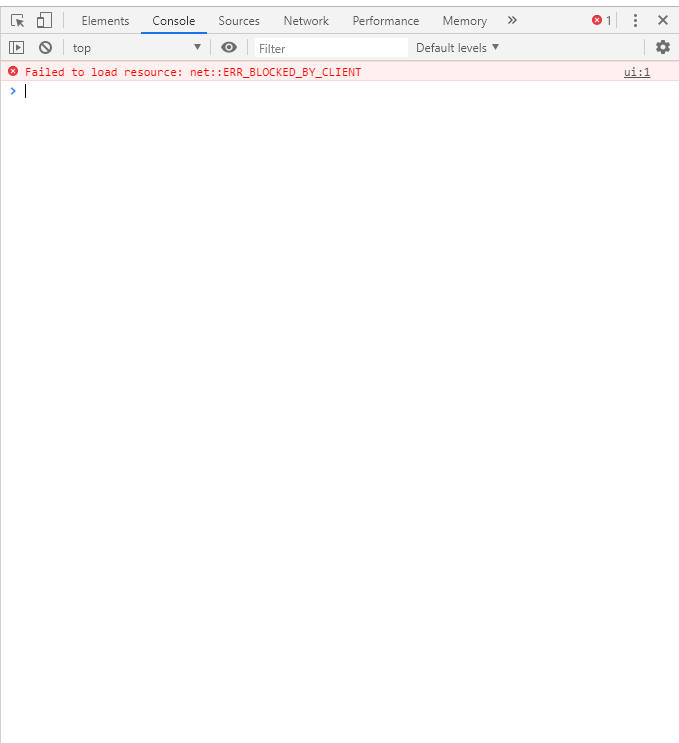 Elements Console Sources Network Performance Memory » 1
top Filter Default levels
Failed to load resource: net::ERR_BLOCKED_BY_CLIENT ui:1